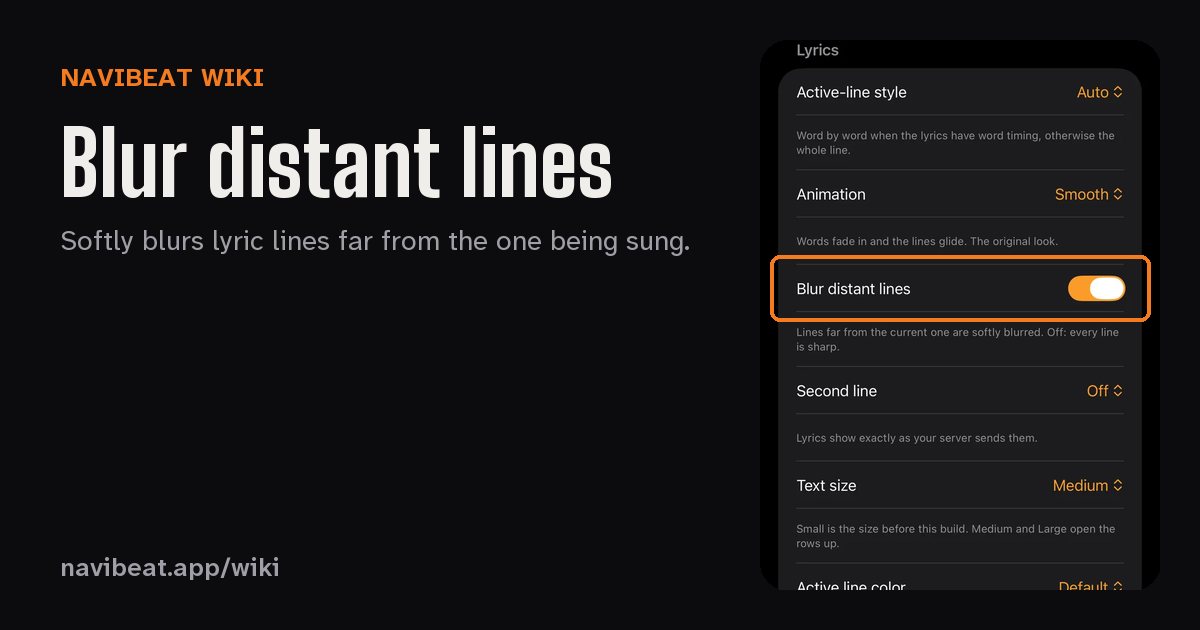 NAVIBEAT WIKI
Blur distant lines
Softly blurs lyric lines far from the one being sung.
navibeat.app/wiki
Lyrics
Active-line style
Auto
Word by word when the lyrics have word timing, otherwise the
whole line.
Animation
Smooth
Words fade in and the lines glide. The original look.
Blur distant lines
Lines far from the current one are softly blurred. Off: every line
is sharp.
Second line
Off
Lyrics show exactly as your server sends them.
Text size
Medium
Small is the size before this build. Medium and Large open the
rows up.
Active line color
Default